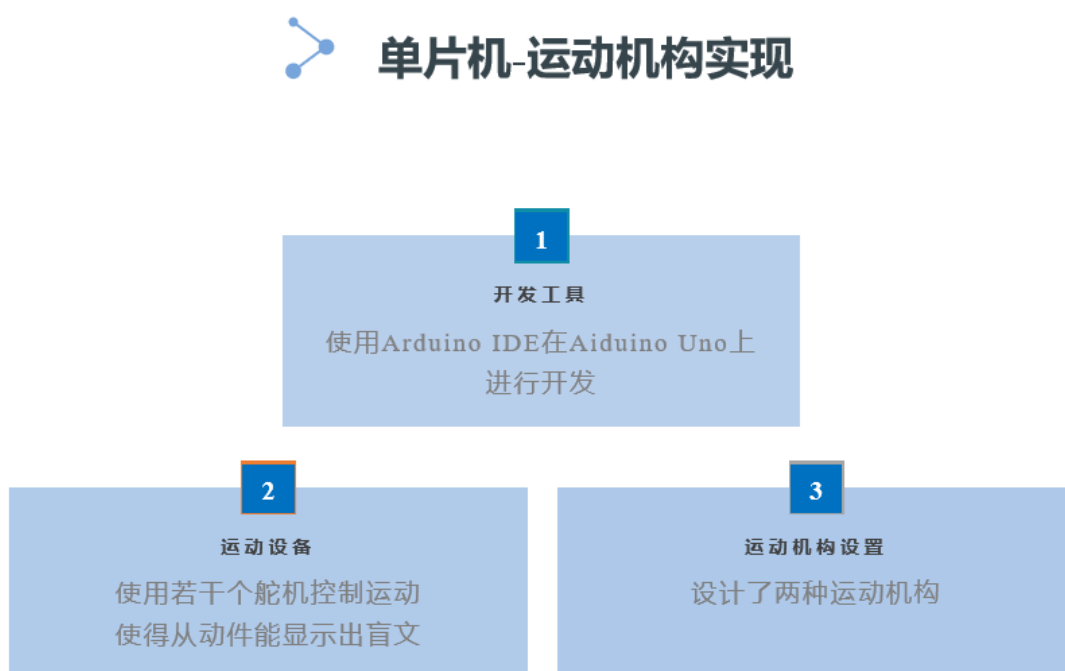 单片机-运动机构实现
1
开发工具
使用Arduino IDE在Aiduino Uno上
进行开发
2
运动设备
使用若干个舵机控制运动
使得从动件能显示出盲文
3
运动机构设置
设计了两种运动机构